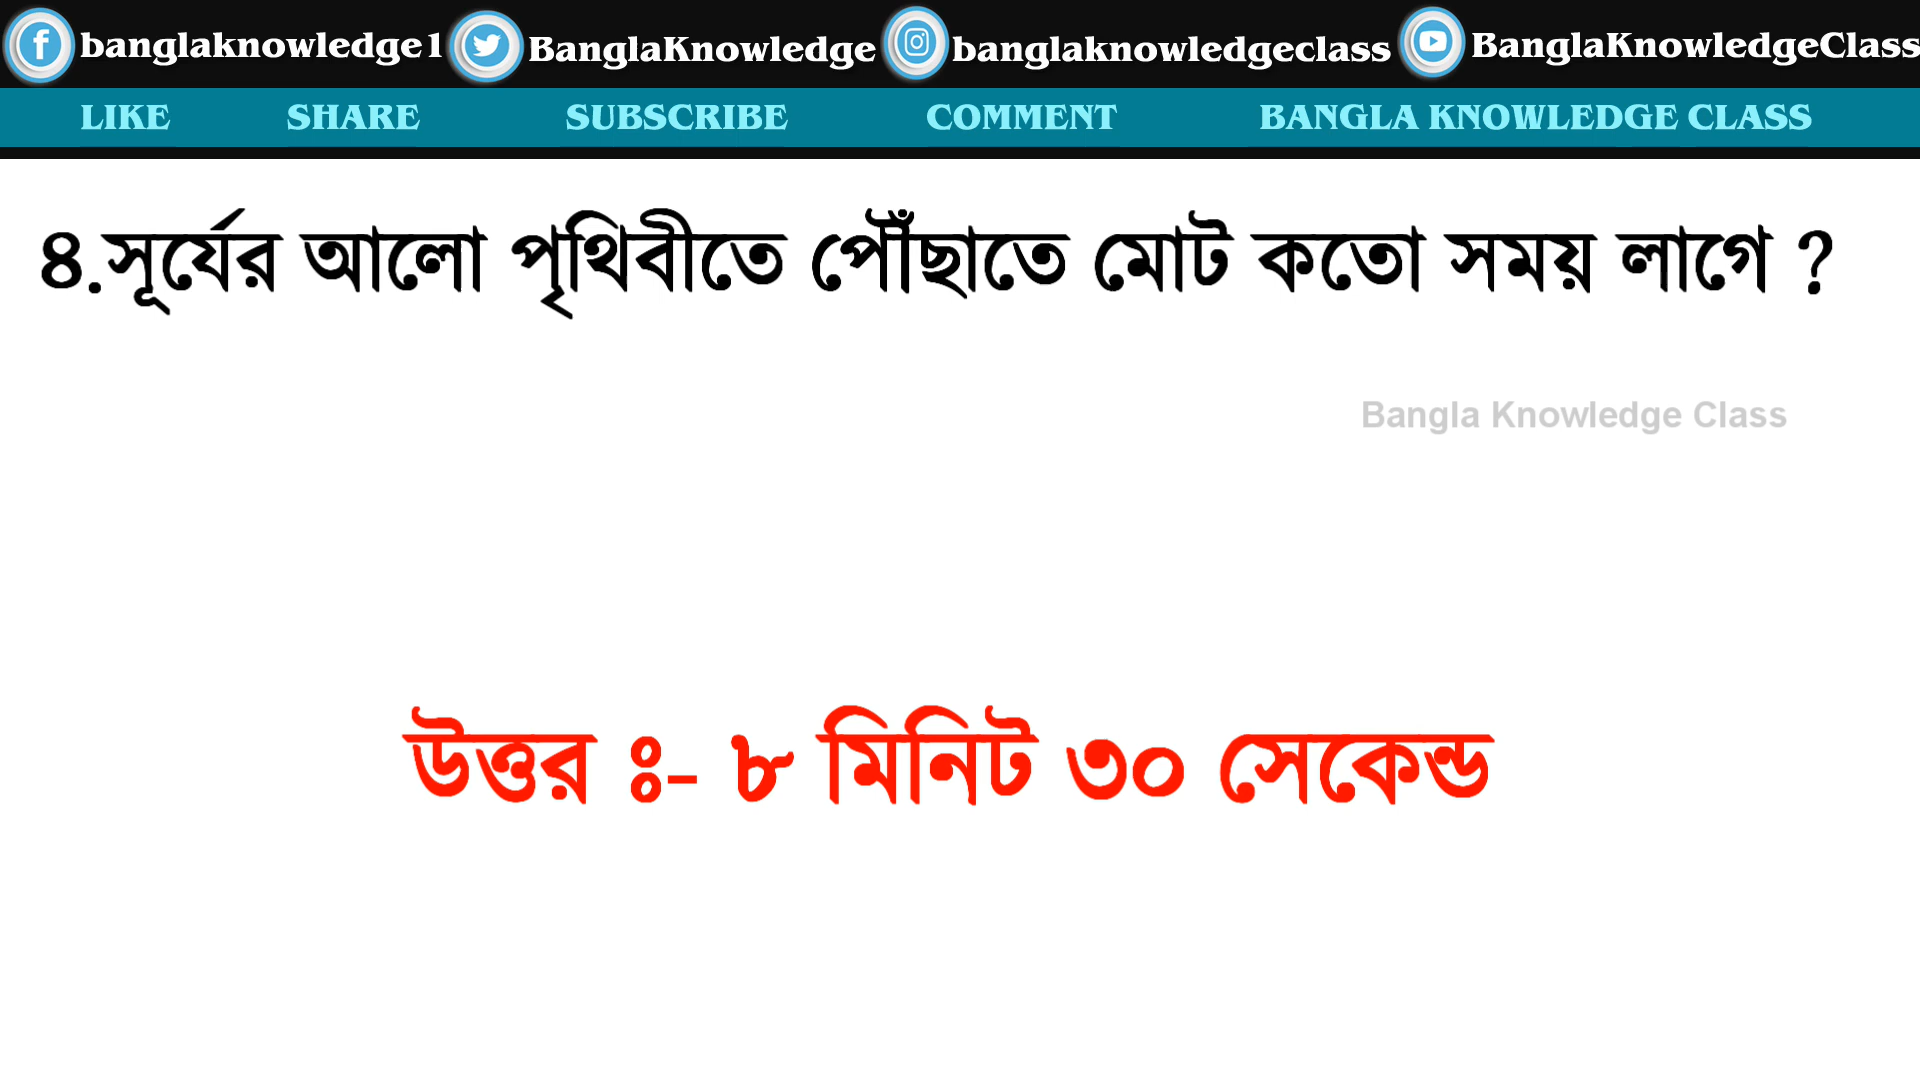 banglaknowledge1 BanglaKnowledge banglaknowledgeclass BanglaKnowledgeClass
LIKE SHARE SUBSCRIBE COMMENT BANGLA KNOWLEDGE CLASS
৪.সূর্যের আলো পৃথিবীতে পৌঁছাতে মোট কতো সময় লাগে ?
Bangla Knowledge Class
উত্তর ঃ- ৮ মিনিট ৩০ সেকেন্ড